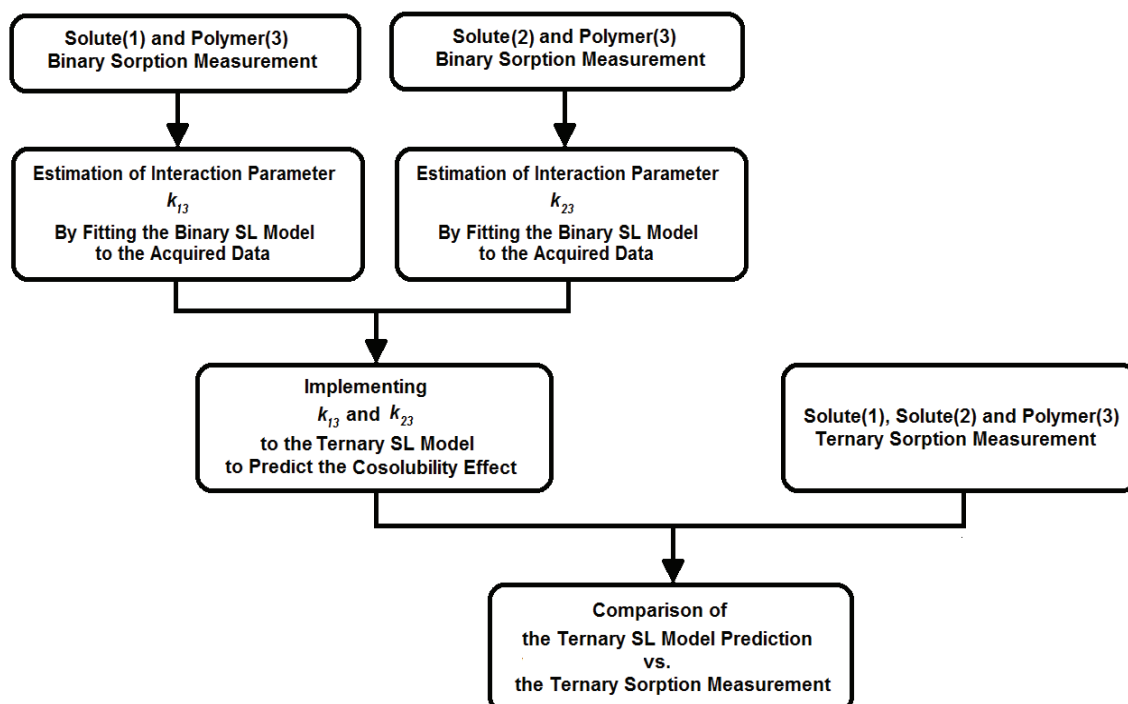 Solute(1) and Polymer(3)
Binary Sorption Measurement
Solute(2) and Polymer(3)
Binary Sorption Measurement
Estimation of Interaction Parameter
k13
By Fitting the Binary SL Model
to the Acquired Data
Estimation of Interaction Parameter
k23
By Fitting the Binary SL Model
to the Acquired Data
Implementing
k13 and k23
to the Ternary SL Model
to Predict the Cosolubility Effect
Solute(1), Solute(2) and Polymer(3)
Ternary Sorption Measurement
Comparison of
the Ternary SL Model Prediction
vs.
the Ternary Sorption Measurement